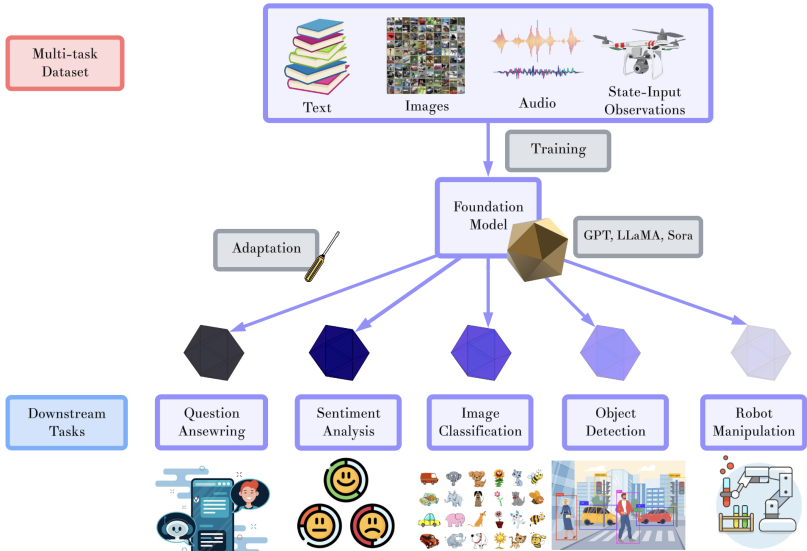 Multi-task
Dataset
Text
Images
Audio
State-Input
Observations
Training
Foundation
Model
GPT, LLaMA, Sora
Adaptation
Downstream
Tasks
Question
Ansewring
Sentiment
Analysis
Image
Classification
Object
Detection
Robot
Manipulation